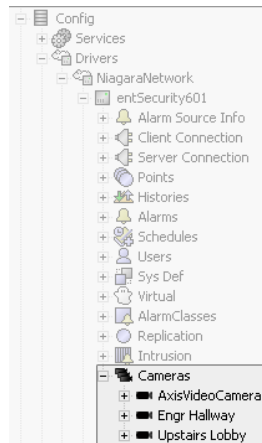 Config
Services
Drivers
NiagaraNetwork
entSecurity601
Alarm Source Info
Client Connection
Server Connection
Points
Histories
Alarms
Schedules
Users
Sys Def
Virtual
AlarmClasses
Replication
Intrusion
Cameras
AxisVideoCamera
Engr Hallway
Upstairs Lobby